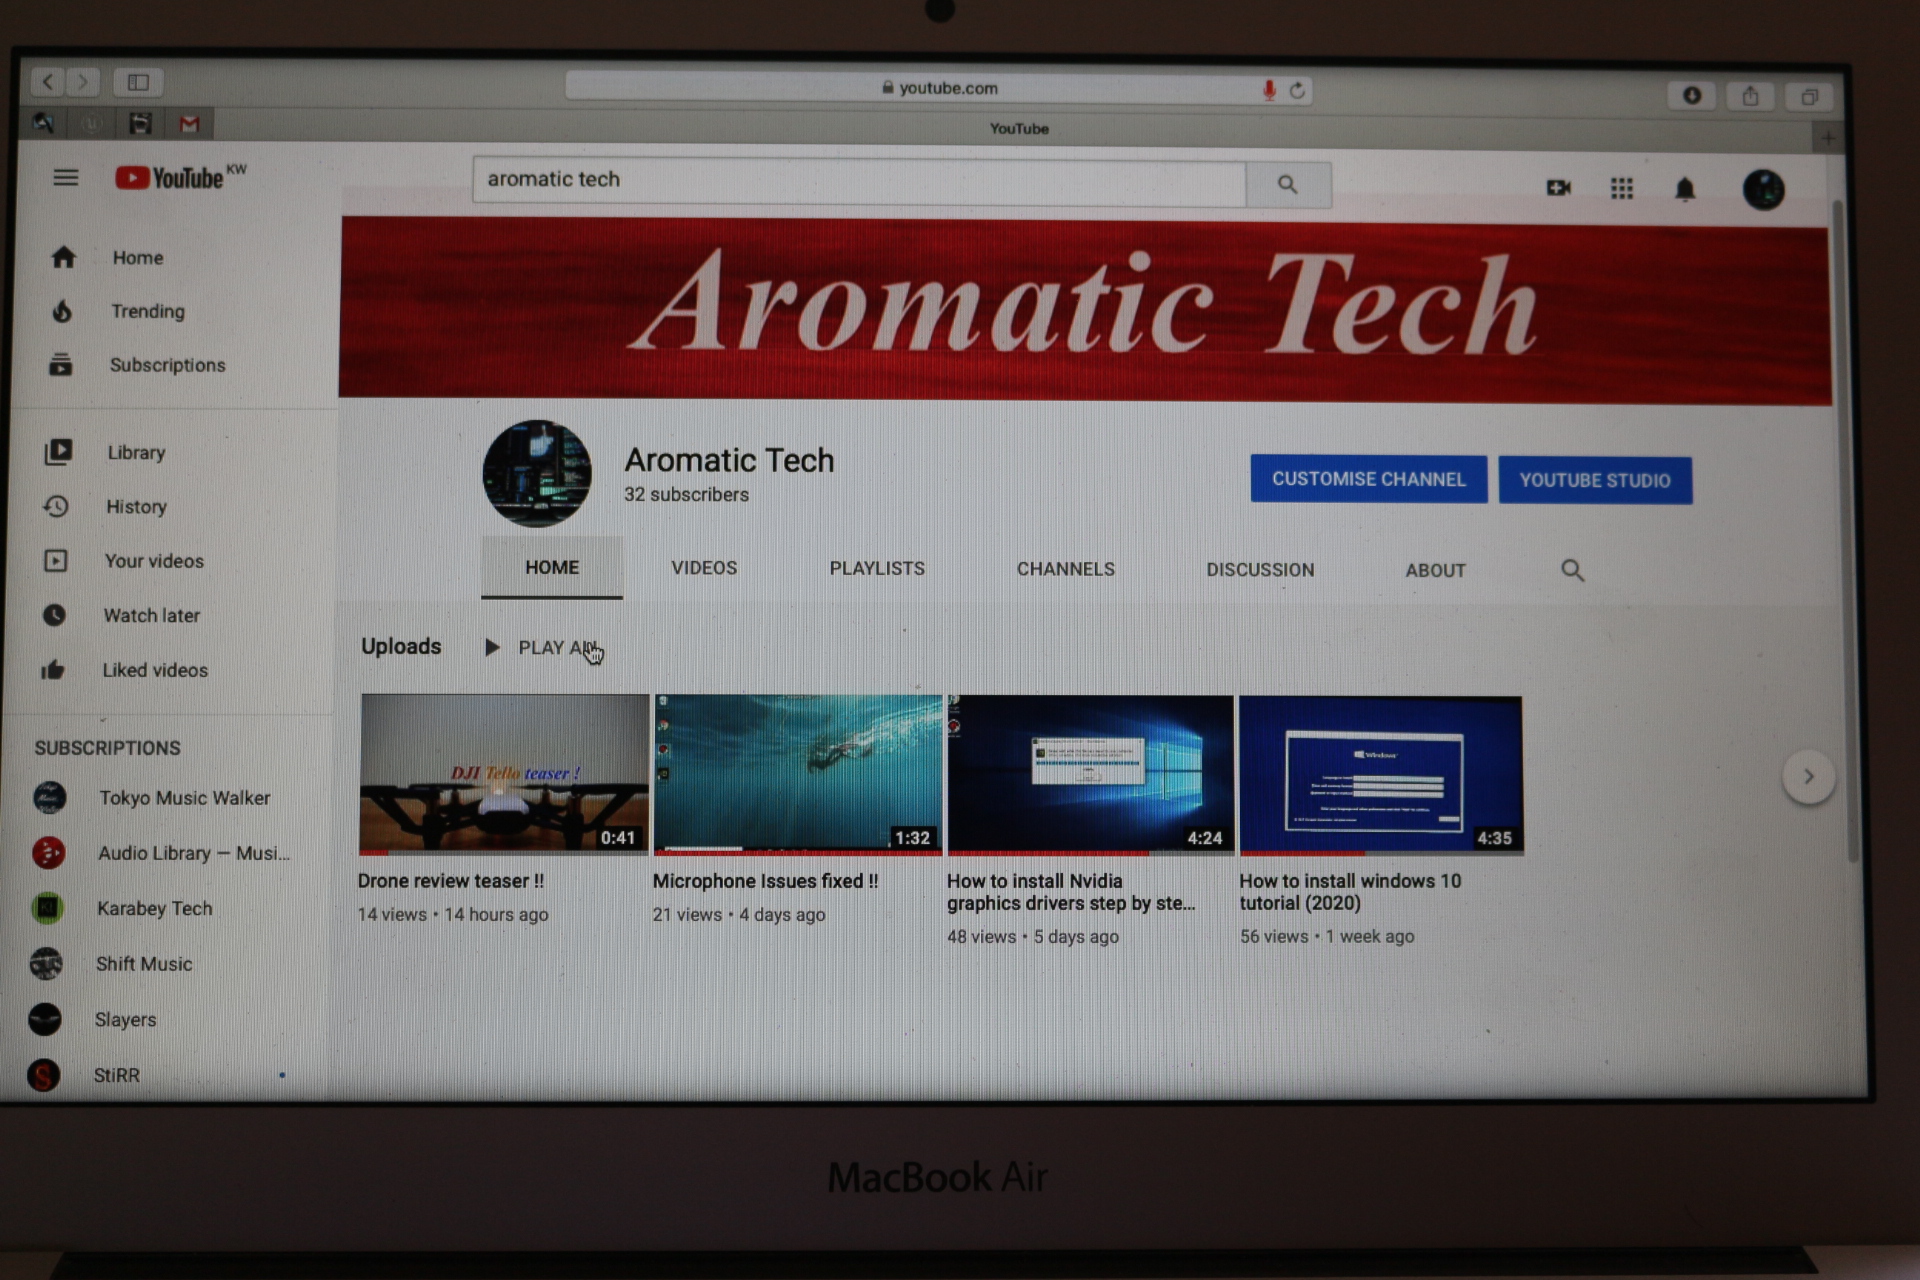 youtube.com
YouTube
YouTube KW
aromatic tech
Home
Trending
Subscriptions
Library
History
Your videos
Watch later
Liked videos
SUBSCRIPTIONS
Tokyo Music Walker
Audio Library — Musi...
Karabey Tech
Shift Music
Slayers
StiRR
Aromatic Tech
Aromatic Tech
32 subscribers
CUSTOMISE CHANNEL
YOUTUBE STUDIO
HOME
VIDEOS
PLAYLISTS
CHANNELS
DISCUSSION
ABOUT
Uploads
PLAY ALL
DJI Tello teaser !
0:41
Drone review teaser !!
14 views • 14 hours ago
1:32
Microphone Issues fixed !!
21 views • 4 days ago
4:24
How to install Nvidia
graphics drivers step by ste...
48 views • 5 days ago
Windows
4:35
How to install windows 10
tutorial (2020)
56 views • 1 week ago
MacBook Air